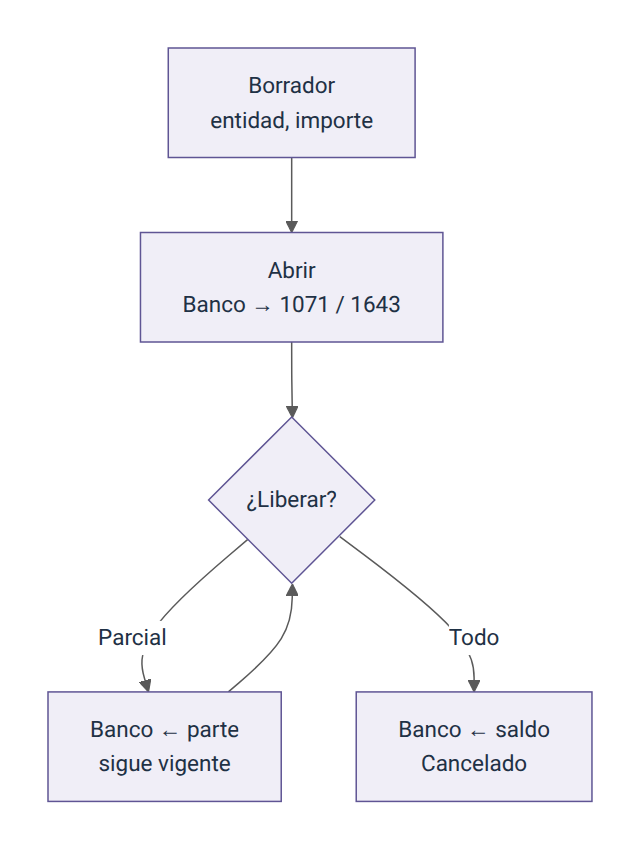 Borrador
entidad, importe
Abrir
Banco → 1071 / 1643
¿Liberar?
Parcial
Todo
Banco ← parte
sigue vigente
Banco ← saldo
Cancelado